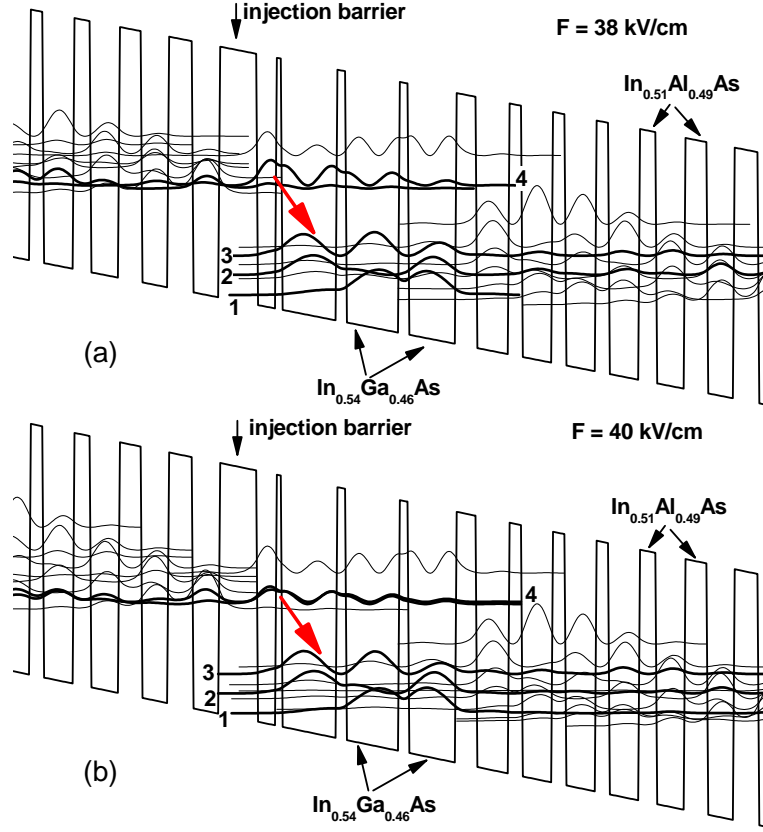 injection barrier
F = 38 kV/cm
In0.51Al0.49As
4
3
2
1
(a)
In0.54Ga0.46As
injection barrier
F = 40 kV/cm
In0.51Al0.49As
4
3
2
1
(b)
In0.54Ga0.46As